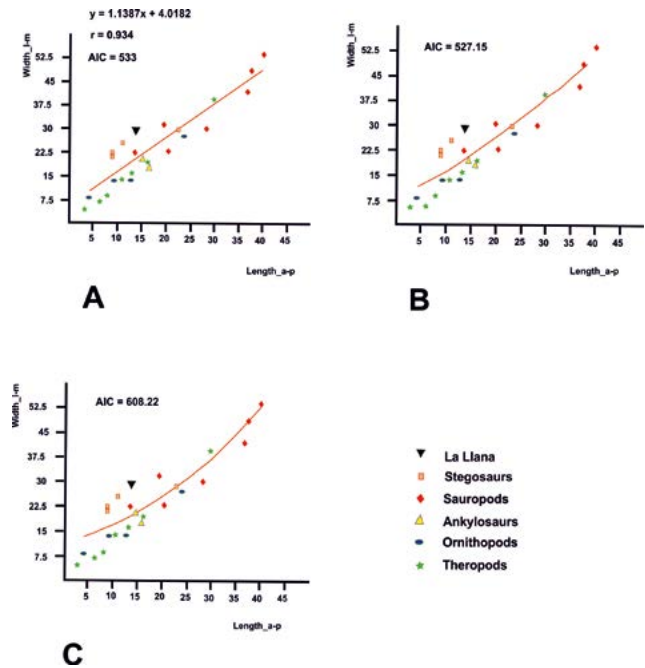 y = 1.1387x + 4.0182
r = 0.934
AIC = 533
Width_l-m
52.5
45
37.5
30
22.5
15
7.5
5 10 15 20 25 30 35 40 45
Length_a-p
A
AIC = 527.15
Width_l-m
52.5
45
37.5
30
22.5
15
7.5
5 10 15 20 25 30 35 40 45
Length_a-p
B
AIC = 608.22
Width_l-m
52.5
45
37.5
30
22.5
15
7.5
5 10 15 20 25 30 35 40 45
Length_a-p
C
La Llana
Stegosaurs
Sauropods
Ankylosaurs
Ornithopods
Theropods